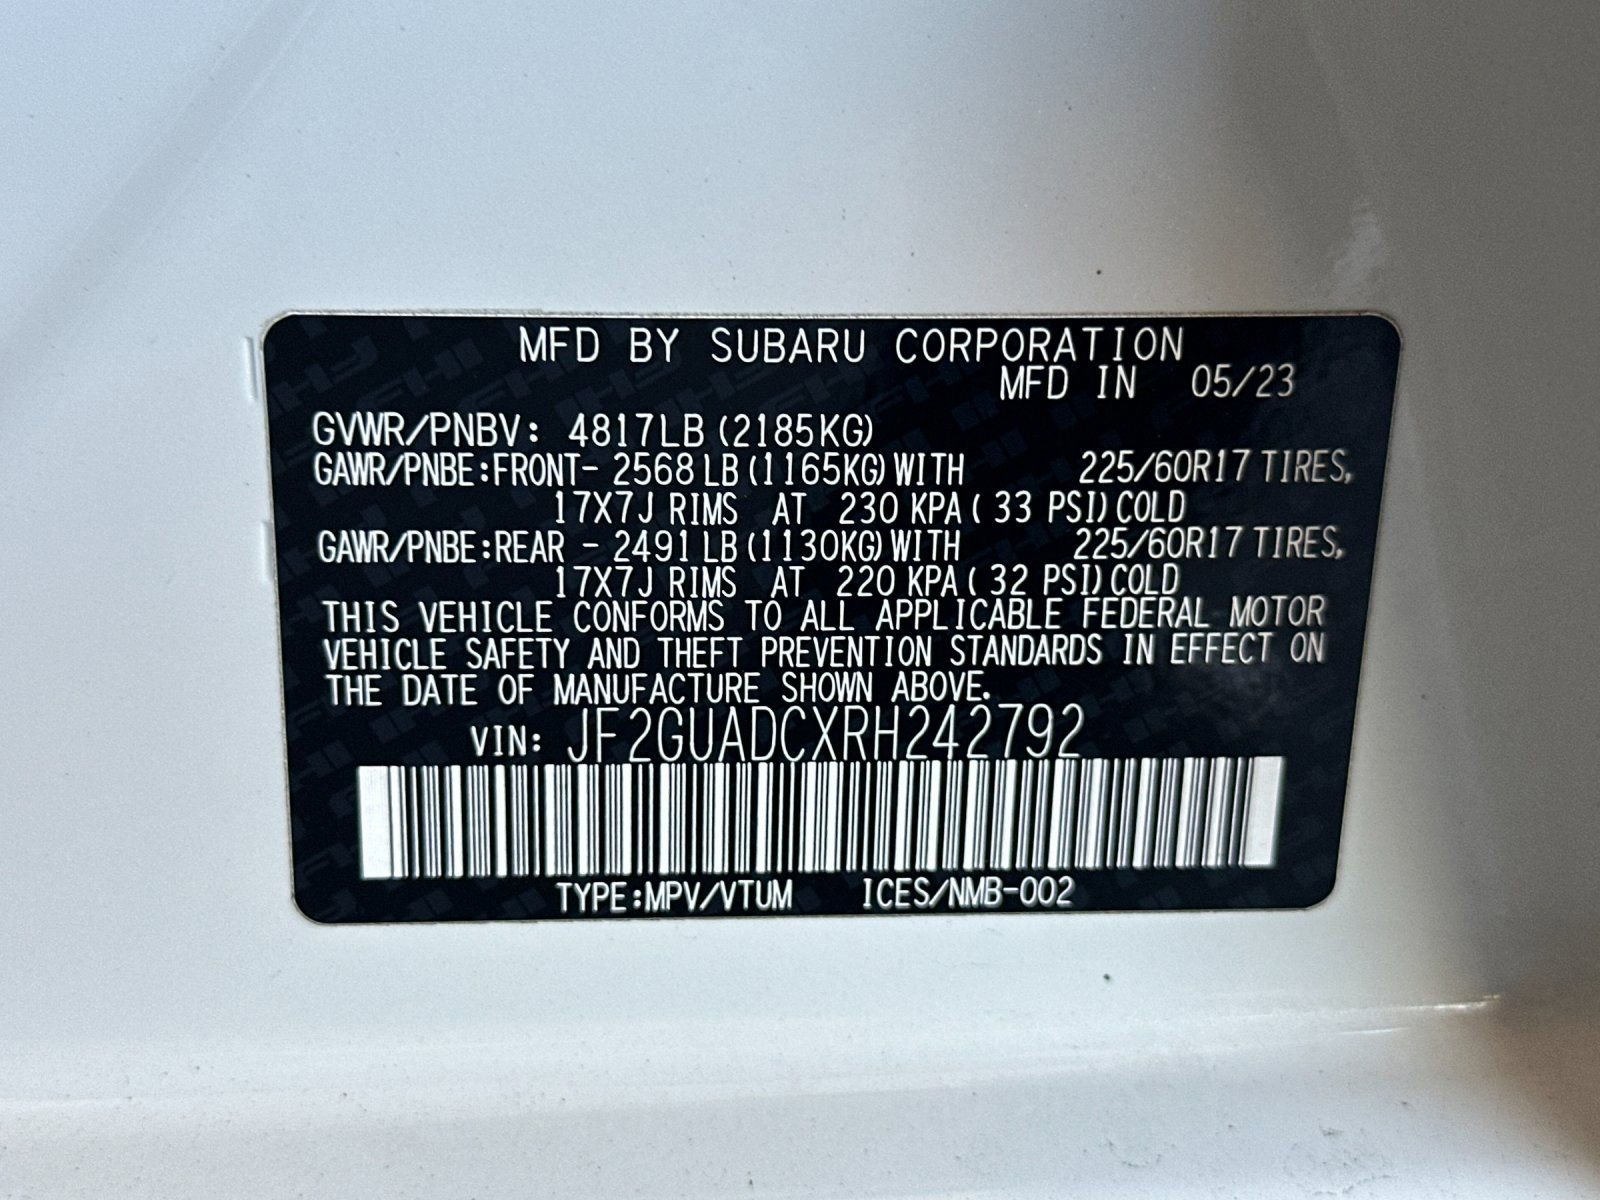 MFD BY SUBARU CORPORATION
MFD IN 05/23
GVWR/PNBV: 4817LB (2185KG)
GAWR/PNBE:FRONT- 2568 LB (1165KG) WITH 225/60R17 TIRES,
17X7J RIMS AT 230 KPA ( 33 PSI) COLD
GAWR/PNBE:REAR - 2491 LB (1130KG) WITH 225/60R17 TIRES,
17X7J RIMS AT 220 KPA ( 32 PSI) COLD
THIS VEHICLE CONFORMS TO ALL APPLICABLE FEDERAL MOTOR
VEHICLE SAFETY AND THEFT PREVENTION STANDARDS IN EFFECT ON
THE DATE OF MANUFACTURE SHOWN ABOVE.
VIN: JF2GUADCXRH242792
TYPE:MPV/VTUM ICES/NMB-002